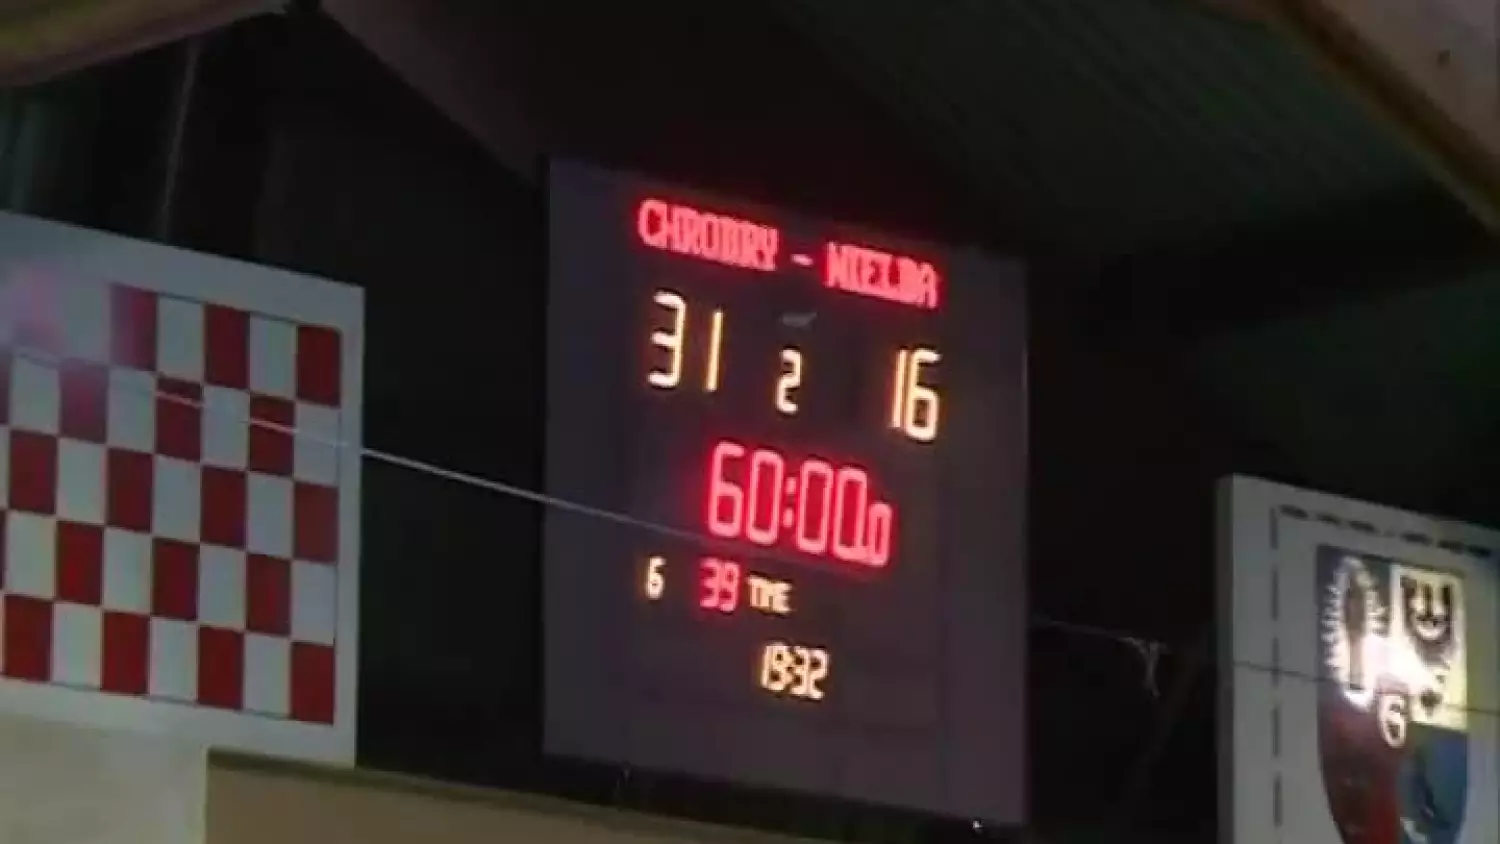 CHROBRY - NIELBA
31 2 16
60:00.0
6 39 TIME
19:32
G